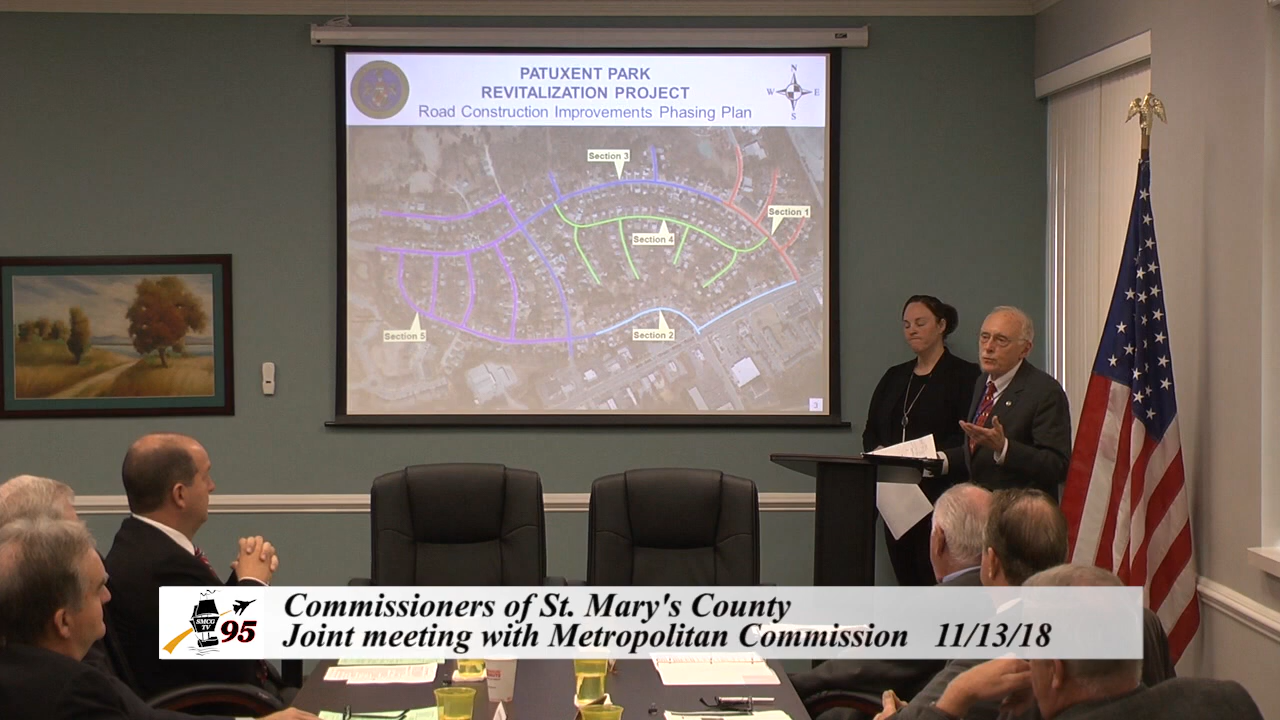 PATUXENT PARK
REVITALIZATION PROJECT
Road Construction Improvements Phasing Plan
N
W E
S
Section 3
Section 1
Section 4
Section 5
Section 2
3
SMCG
TV
95
Commissioners of St. Mary's County
Joint meeting with Metropolitan Commission 11/13/18